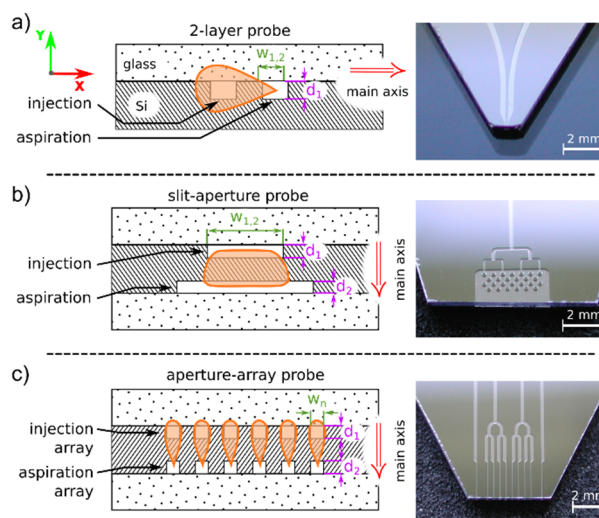 a)
2-layer probe
Y
X
glass
w1,2
d1
main axis
injection
Si
aspiration
2 mm
b)
slit-aperture probe
w1,2
d1
injection
aspiration
d2
main axis
2 mm
c)
aperture-array probe
wn
injection
array
d1
aspiration
array
d2
main axis
2 mm